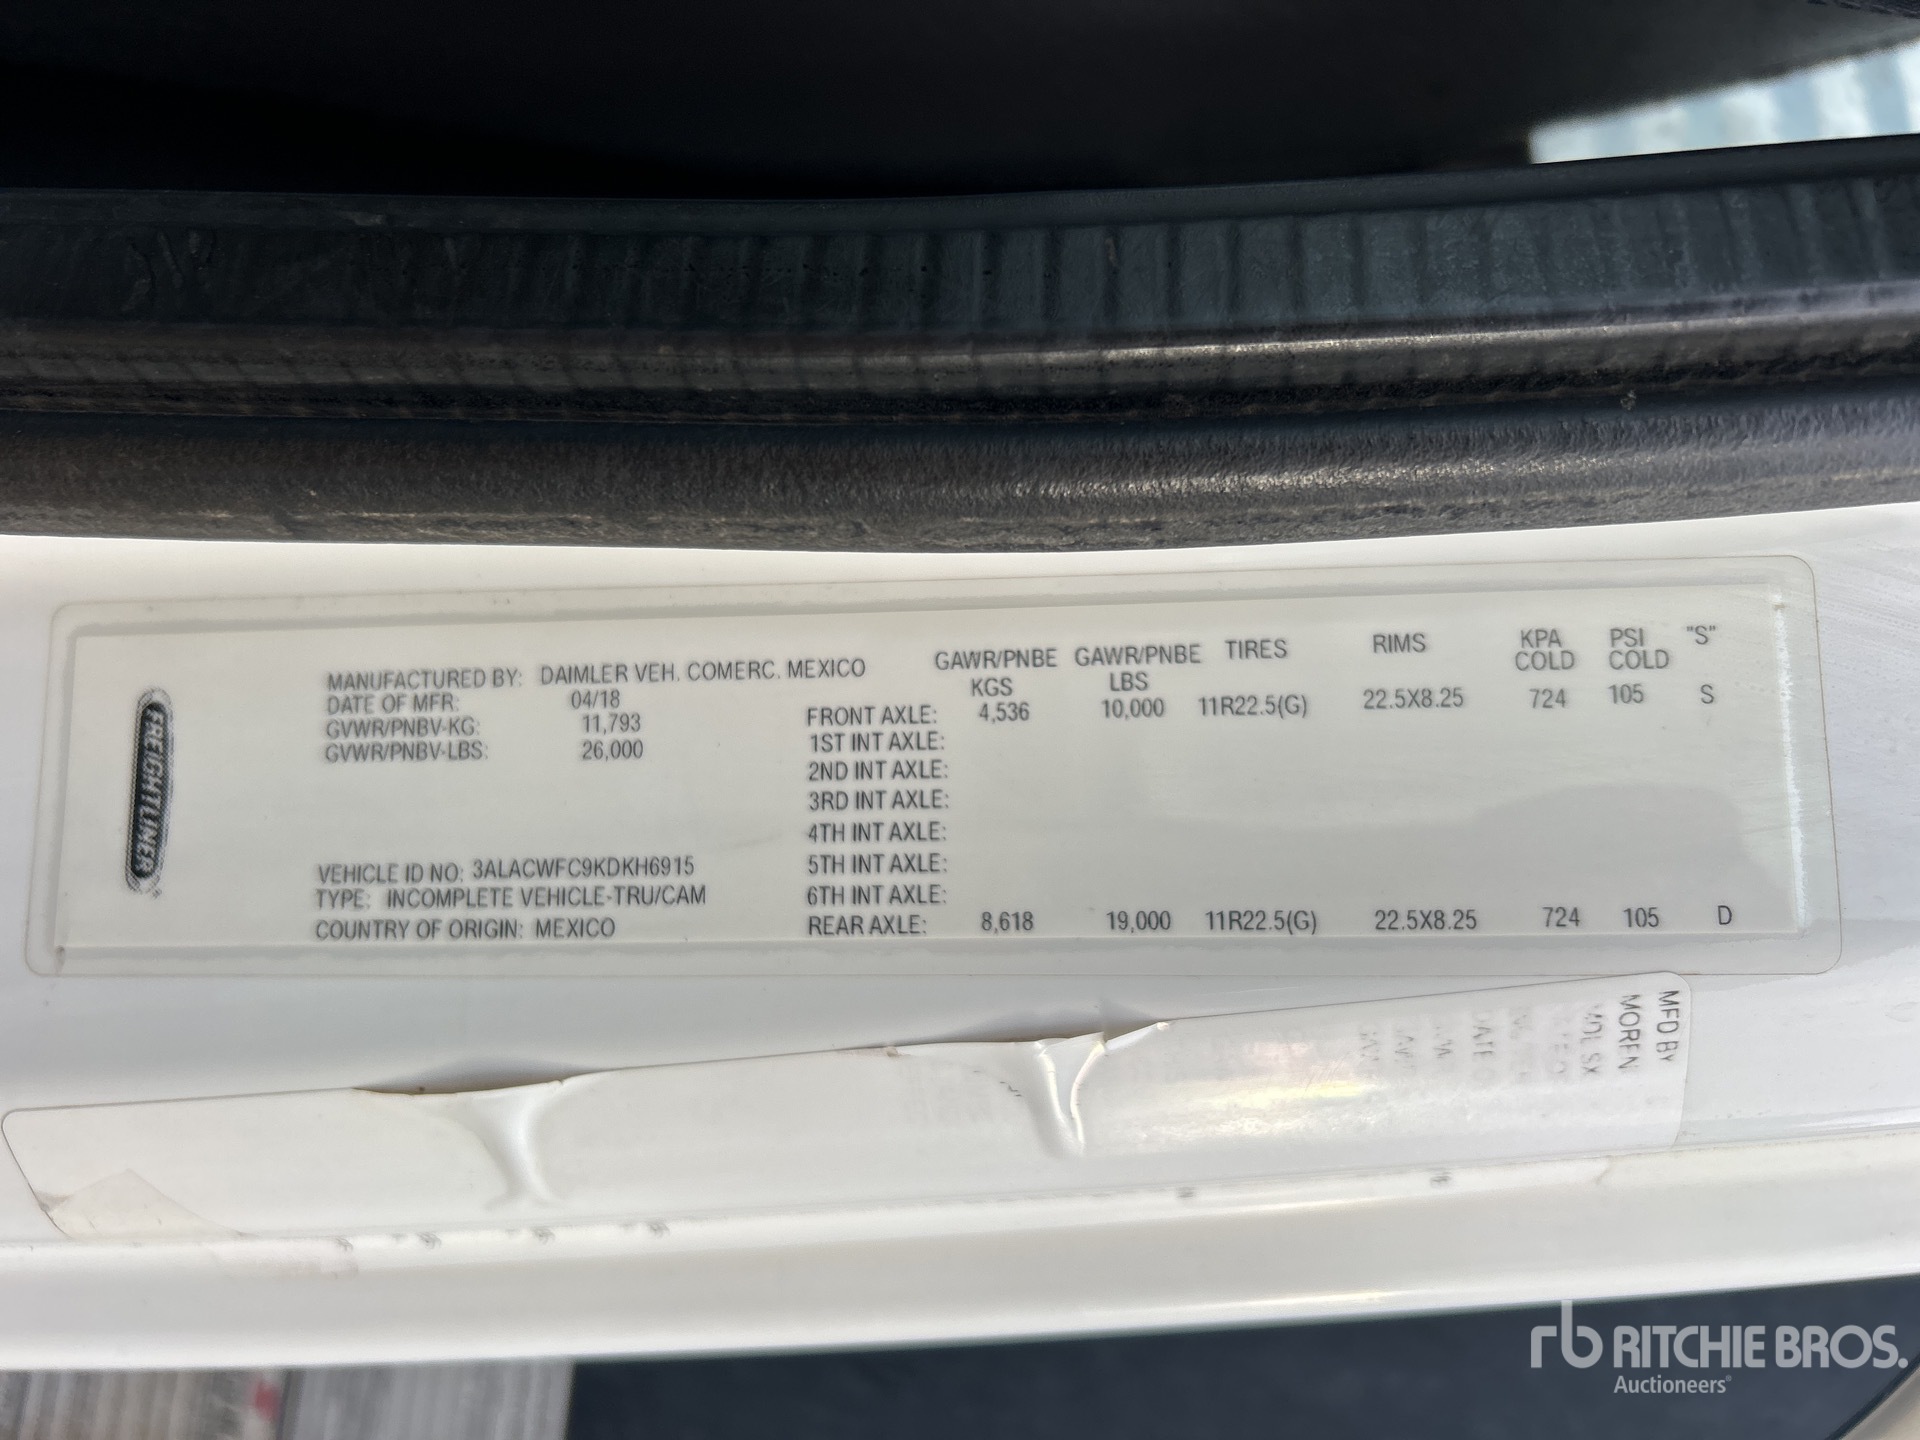 FREIGHTLINER
MANUFACTURED BY: DAIMLER VEH. COMERC. MEXICO
DATE OF MFR: 04/18
GVWR/PNBV-KG: 11,793
GVWR/PNBV-LBS: 26,000
VEHICLE ID NO: 3ALACWFC9KDKH6915
TYPE: INCOMPLETE VEHICLE-TRU/CAM
COUNTRY OF ORIGIN: MEXICO
GAWR/PNBE KGS GAWR/PNBE LBS TIRES RIMS KPA COLD PSI COLD "S"
FRONT AXLE: 4,536 10,000 11R22.5(G) 22.5X8.25 724 105 S
1ST INT AXLE:
2ND INT AXLE:
3RD INT AXLE:
4TH INT AXLE:
5TH INT AXLE:
6TH INT AXLE:
REAR AXLE: 8,618 19,000 11R22.5(G) 22.5X8.25 724 105 D
MFD BY
MOREN
DATE O
rb RITCHIE BROS.
Auctioneers